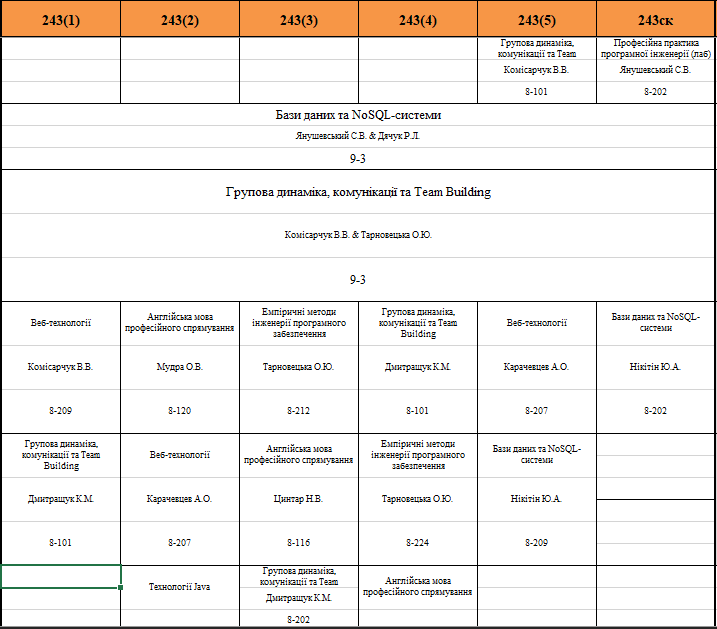 243(1) 243(2) 243(3) 243(4) 243(5) 243ск
Групова динаміка, Професійна практика
комунікації та Team програмної інженерії (лаб)
Комісарчук В.В. Янушевський С.В.
8-101 8-202
Бази даних та NoSQL-системи
Янушевський С.В. & Дячук Р.Л.
9-3
Групова динаміка, комунікації та Team Building
Комісарчук В.В. & Тарновецька О.Ю.
9-3
Веб-технології
Англійська мова
професійного спрямування
Емпіричні методи
інженерії програмного
забезпечення
Групова динаміка,
комунікації та Team
Building
Веб-технології
Бази даних та NoSQL-
системи
Комісарчук В.В. Мудра О.В. Тарновецька О.Ю. Дмитращук К.М. Карачевцев А.О. Нікітін Ю.А.
8-209 8-120 8-212 8-101 8-207 8-202
Групова динаміка,
комунікації та Team
Building
Веб-технології
Англійська мова
професійного спрямування
Емпіричні методи
інженерії програмного
забезпечення
Бази даних та NoSQL-
системи
Дмитращук К.М. Карачевцев А.О. Цинтар Н.В. Тарновецька О.Ю. Нікітін Ю.А.
8-101 8-207 8-116 8-224 8-209
Технології Java
Групова динаміка,
комунікації та Team
Дмитращук К.М.
8-202
Англійська мова
професійного спрямування